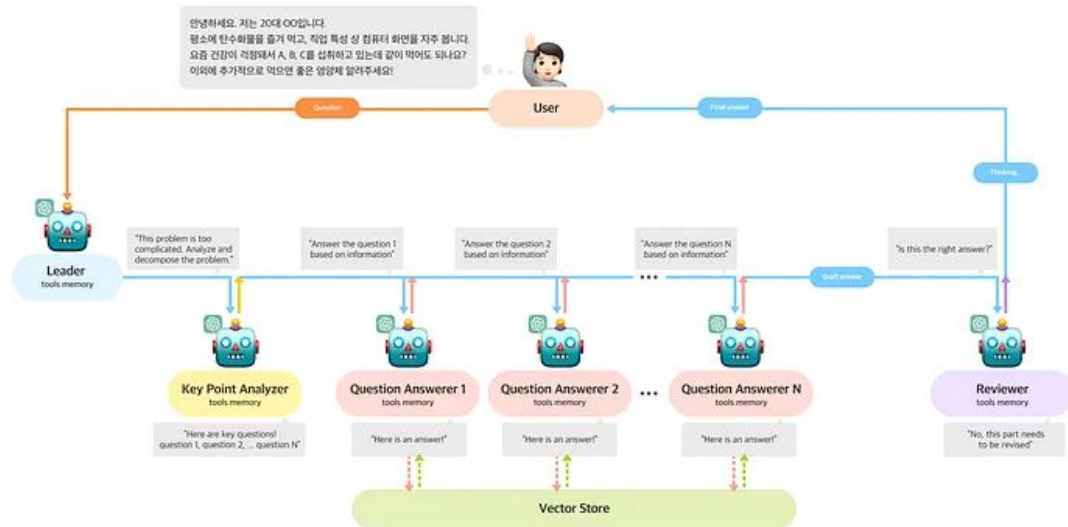 안녕하세요. 저는 20대 OO입니다.
평소에 탄수화물을 즐겨 먹고, 직업 특성 상 컴퓨터 화면을 자주 봅니다.
요즘 건강이 걱정돼서 A, B, C를 섭취하고 있는데 같이 먹어도 되나요?
이외에 추가적으로 먹으면 좋은 영양제 알려주세요!
Question
User
Final answer
Thinking...
"This problem is too
complicated. Analyze and
decompose the problem."
"Answer the question 1
based on information"
"Answer the question 2
based on information"
"Answer the question N
based on information"
"Is this the right answer?"
Leader
tools memory
...
Draft answer
Key Point Analyzer
tools memory
Question Answerer 1
tools memory
Question Answerer 2
tools memory
...
Question Answerer N
tools memory
Reviewer
tools memory
"Here are key questions!
question 1, question 2, ... question N"
"Here is an answer!"
"Here is an answer!"
"Here is an answer!"
"No, this part needs
to be revised"
Vector Store